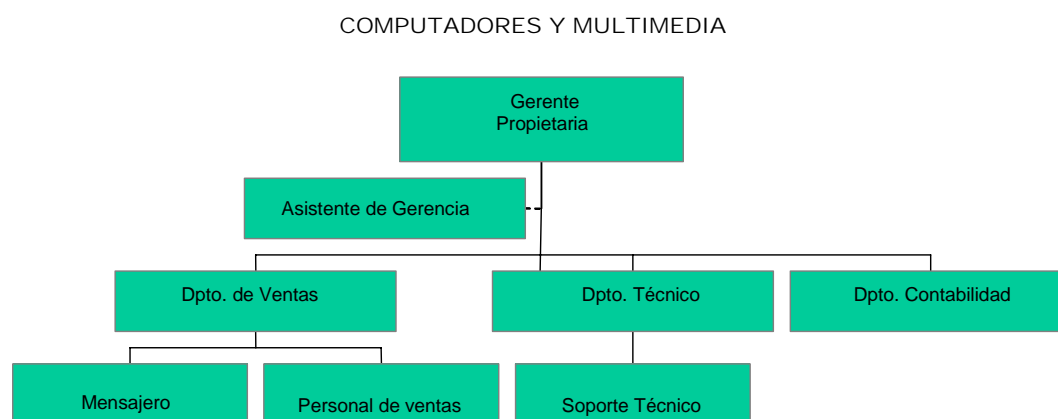 COMPUTADORES Y MULTIMEDIA
Gerente
Propietaria
Asistente de Gerencia
Dpto. de Ventas
Dpto. Técnico
Dpto. Contabilidad
Mensajero
Personal de ventas
Soporte Técnico